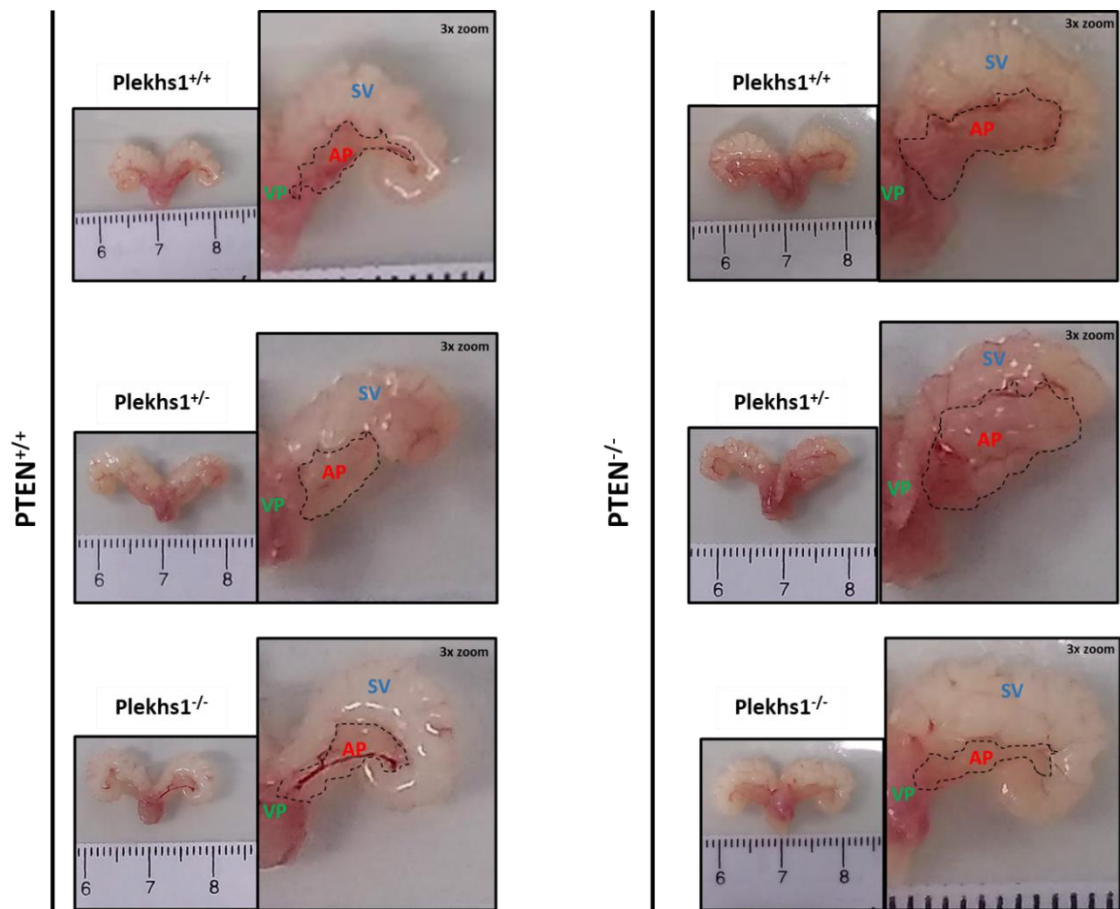 PTEN+/+
Plekhs1+/+
3x zoom
SV
AP
VP
6 7 8
Plekhs1+/-
3x zoom
SV
AP
VP
6 7 8
Plekhs1-/-
3x zoom
SV
AP
VP
6 7 8
PTEN-/-
Plekhs1+/+
3x zoom
SV
AP
VP
6 7 8
Plekhs1+/-
3x zoom
SV
AP
VP
6 7 8
Plekhs1-/-
3x zoom
SV
AP
VP
6 7 8